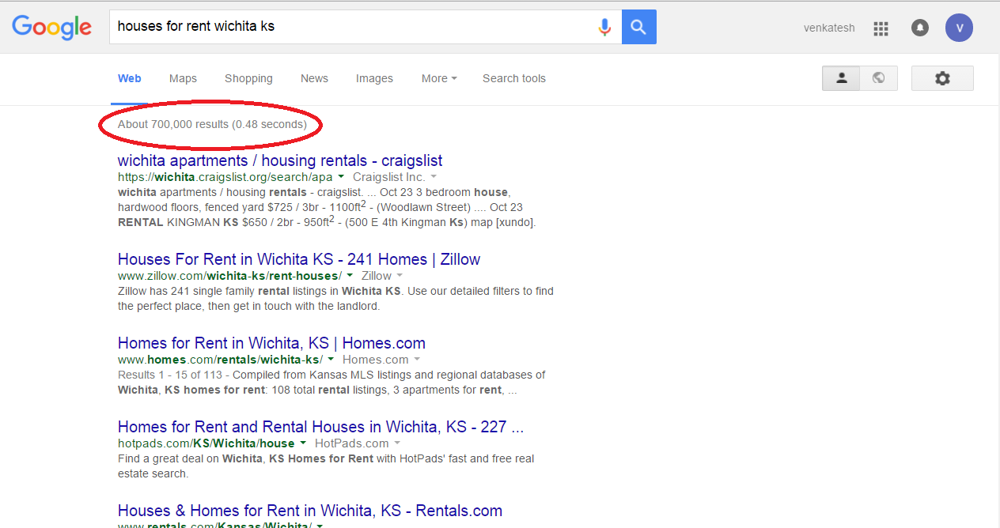 Google houses for rent wichita ks venkatesh V
Web Maps Shopping News Images More Search tools
About 700,000 results (0.48 seconds)
wichita apartments / housing rentals - craigslist
https://wichita.craigslist.org/search/apa Craigslist Inc.
wichita apartments / housing rentals - craigslist. ... Oct 23 3 bedroom house,
hardwood floors, fenced yard $725 / 3br - 1100ft² - (Woodlawn Street) .... Oct 23
RENTAL KINGMAN KS $650 / 2br - 950ft² - (500 E 4th Kingman Ks) map [xundo].
Houses For Rent in Wichita KS - 241 Homes | Zillow
www.zillow.com/wichita-ks/rent-houses/ Zillow
Zillow has 241 single family rental listings in Wichita KS. Use our detailed filters to find
the perfect place, then get in touch with the landlord.
Homes for Rent in Wichita, KS | Homes.com
www.homes.com/rentals/wichita-ks/ Homes.com
Results 1 - 15 of 113 - Compiled from Kansas MLS listings and regional databases of
Wichita, KS homes for rent: 108 total rental listings, 3 apartments for rent, ...
Homes for Rent and Rental Houses in Wichita, KS - 227 ...
hotpads.com/KS/Wichita/house HotPads.com
Find a great deal on Wichita, KS Homes for Rent with HotPads' fast and free real
estate search.
Houses & Homes for Rent in Wichita, KS - Rentals.com
www.rentals.com/Kansas/Wichita/